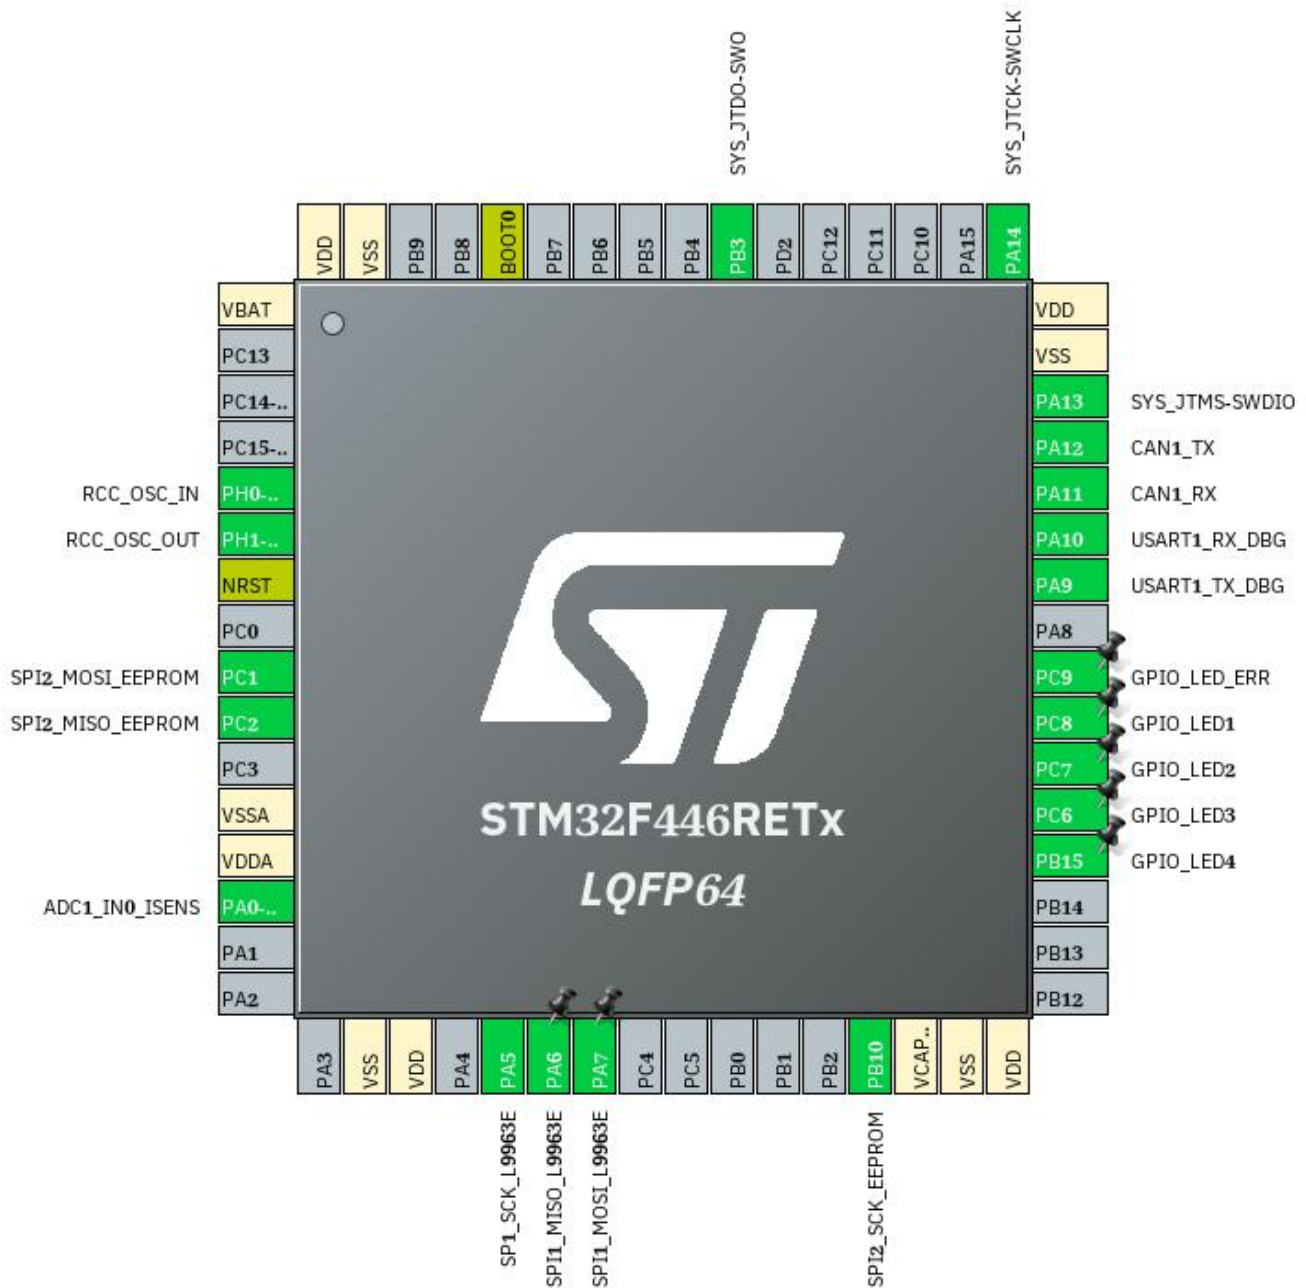 SYS_JTDO-SWO
SYS_JTCK-SWCLK
VDD
VSS
PB9
PB8
BOOT0
PB7
PB6
PB5
PB4
PB3
PD2
PC12
PC11
PC10
PA15
PA14
VBAT
PC13
PC14-..
PC15-..
RCC_OSC_IN PH0-..
RCC_OSC_OUT PH1-..
NRST
PC0
SPI2_MOSI_EEPROM PC1
SPI2_MISO_EEPROM PC2
PC3
VSSA
VDDA
ADC1_IN0_ISENS PA0-..
PA1
PA2
STM32F446RETx
LQFP64
VDD
VSS
PA13 SYS_JTMS-SWDIO
PA12 CAN1_TX
PA11 CAN1_RX
PA10 USART1_RX_DBG
PA9 USART1_TX_DBG
PA8
PC9 GPIO_LED_ERR
PC8 GPIO_LED1
PC7 GPIO_LED2
PC6 GPIO_LED3
PB15 GPIO_LED4
PB14
PB13
PB12
PA3
VSS
VDD
PA4
PA5
PA6
PA7
PC4
PC5
PB0
PB1
PB2
PB10
VCAP..
VSS
VDD
SP1_SCK_L9963E
SPI1_MISO_L9963E
SPI1_MOSI_L9963E
SPI2_SCK_EEPROM